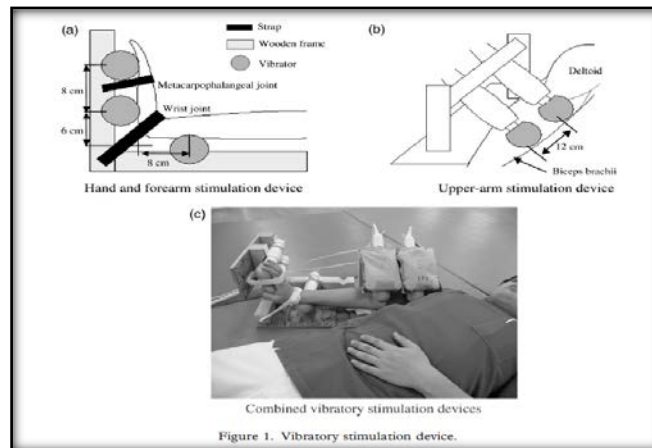 (a)
Strap
Wooden frame
Vibrator
8 cm
Metacarpophalangeal joint
Wrist joint
6 cm
8 cm
Hand and forearm stimulation device
(b)
Deltoid
12 cm
Biceps brachii
Upper-arm stimulation device
(c)
Combined vibratory stimulation devices
Figure 1. Vibratory stimulation device.